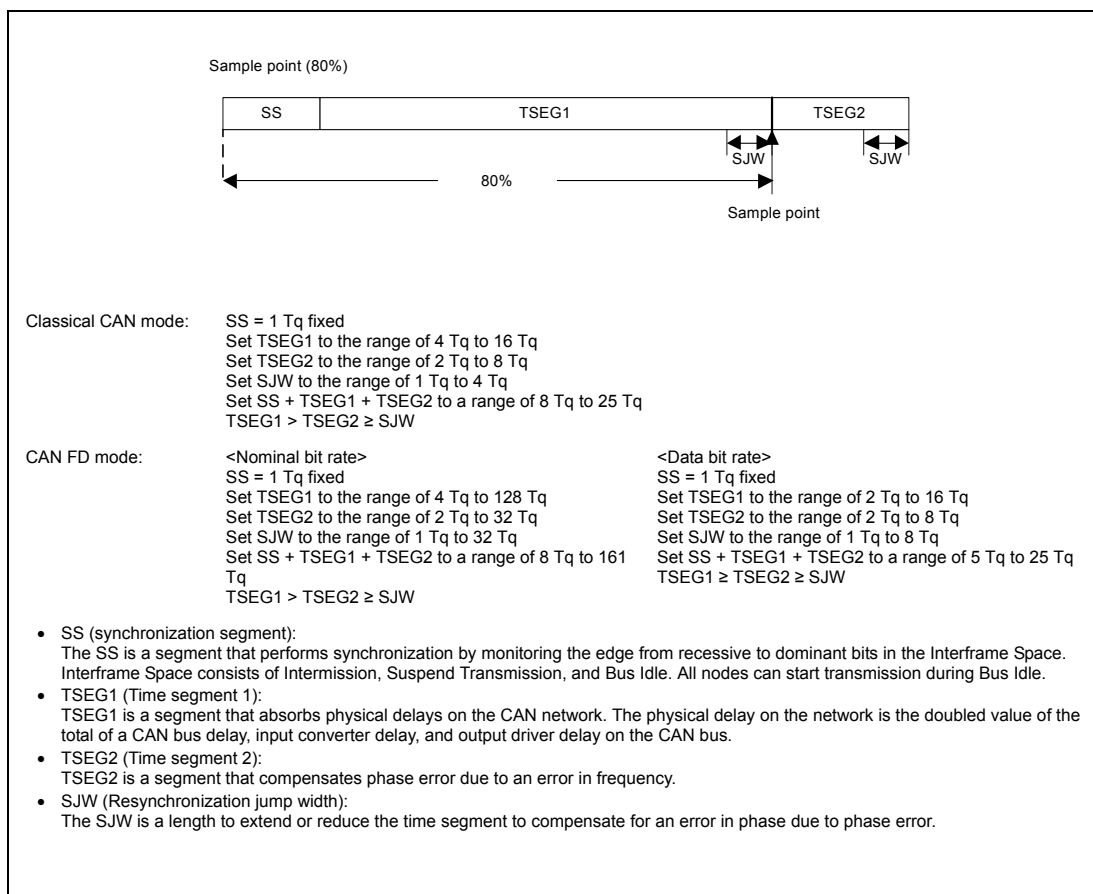 Sample point (80%)
SS
TSEG1
TSEG2
SJW
SJW
80%
Sample point
Classical CAN mode:
SS = 1 Tq fixed
Set TSEG1 to the range of 4 Tq to 16 Tq
Set TSEG2 to the range of 2 Tq to 8 Tq
Set SJW to the range of 1 Tq to 4 Tq
Set SS + TSEG1 + TSEG2 to a range of 8 Tq to 25 Tq
TSEG1 > TSEG2 ≥ SJW
CAN FD mode:
<Nominal bit rate>
SS = 1 Tq fixed
Set TSEG1 to the range of 4 Tq to 128 Tq
Set TSEG2 to the range of 2 Tq to 32 Tq
Set SJW to the range of 1 Tq to 32 Tq
Set SS + TSEG1 + TSEG2 to a range of 8 Tq to 161
Tq
TSEG1 > TSEG2 ≥ SJW
<Data bit rate>
SS = 1 Tq fixed
Set TSEG1 to the range of 2 Tq to 16 Tq
Set TSEG2 to the range of 2 Tq to 8 Tq
Set SJW to the range of 1 Tq to 8 Tq
Set SS + TSEG1 + TSEG2 to a range of 5 Tq to 25 Tq
TSEG1 ≥ TSEG2 ≥ SJW
• SS (synchronization segment):
The SS is a segment that performs synchronization by monitoring the edge from recessive to dominant bits in the Interframe Space.
Interframe Space consists of Intermission, Suspend Transmission, and Bus Idle. All nodes can start transmission during Bus Idle.
• TSEG1 (Time segment 1):
TSEG1 is a segment that absorbs physical delays on the CAN network. The physical delay on the network is the doubled value of the
total of a CAN bus delay, input converter delay, and output driver delay on the CAN bus.
• TSEG2 (Time segment 2):
TSEG2 is a segment that compensates phase error due to an error in frequency.
• SJW (Resynchronization jump width):
The SJW is a length to extend or reduce the time segment to compensate for an error in phase due to phase error.